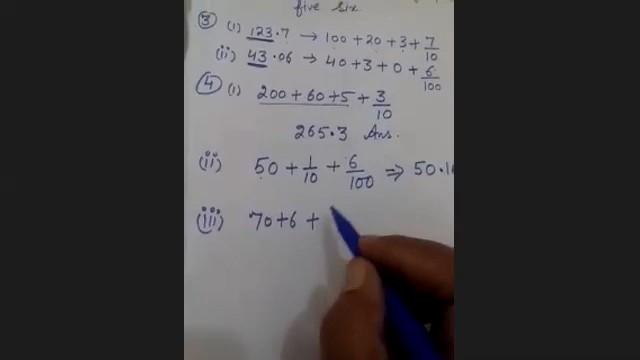 five six
③ (i) 123.7 → 100+20+3+7/10
(ii) 43.06 → 40+3+0+6/100
④ (i) 200+60+5+3/10
265.3 Ans.
(ii) 50+1/10+6/100 ⇒ 50.1
(iii) 70+6+